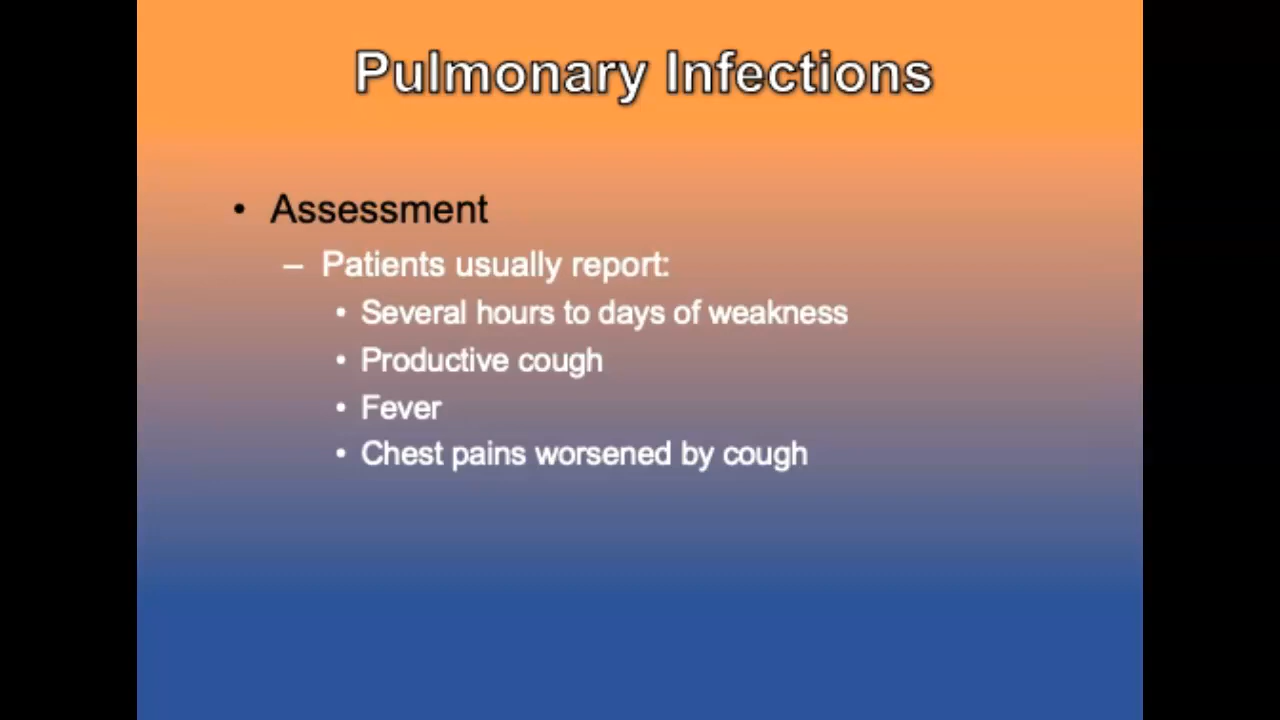 Pulmonary Infections
• Assessment
– Patients usually report:
• Several hours to days of weakness
• Productive cough
• Fever
• Chest pains worsened by cough